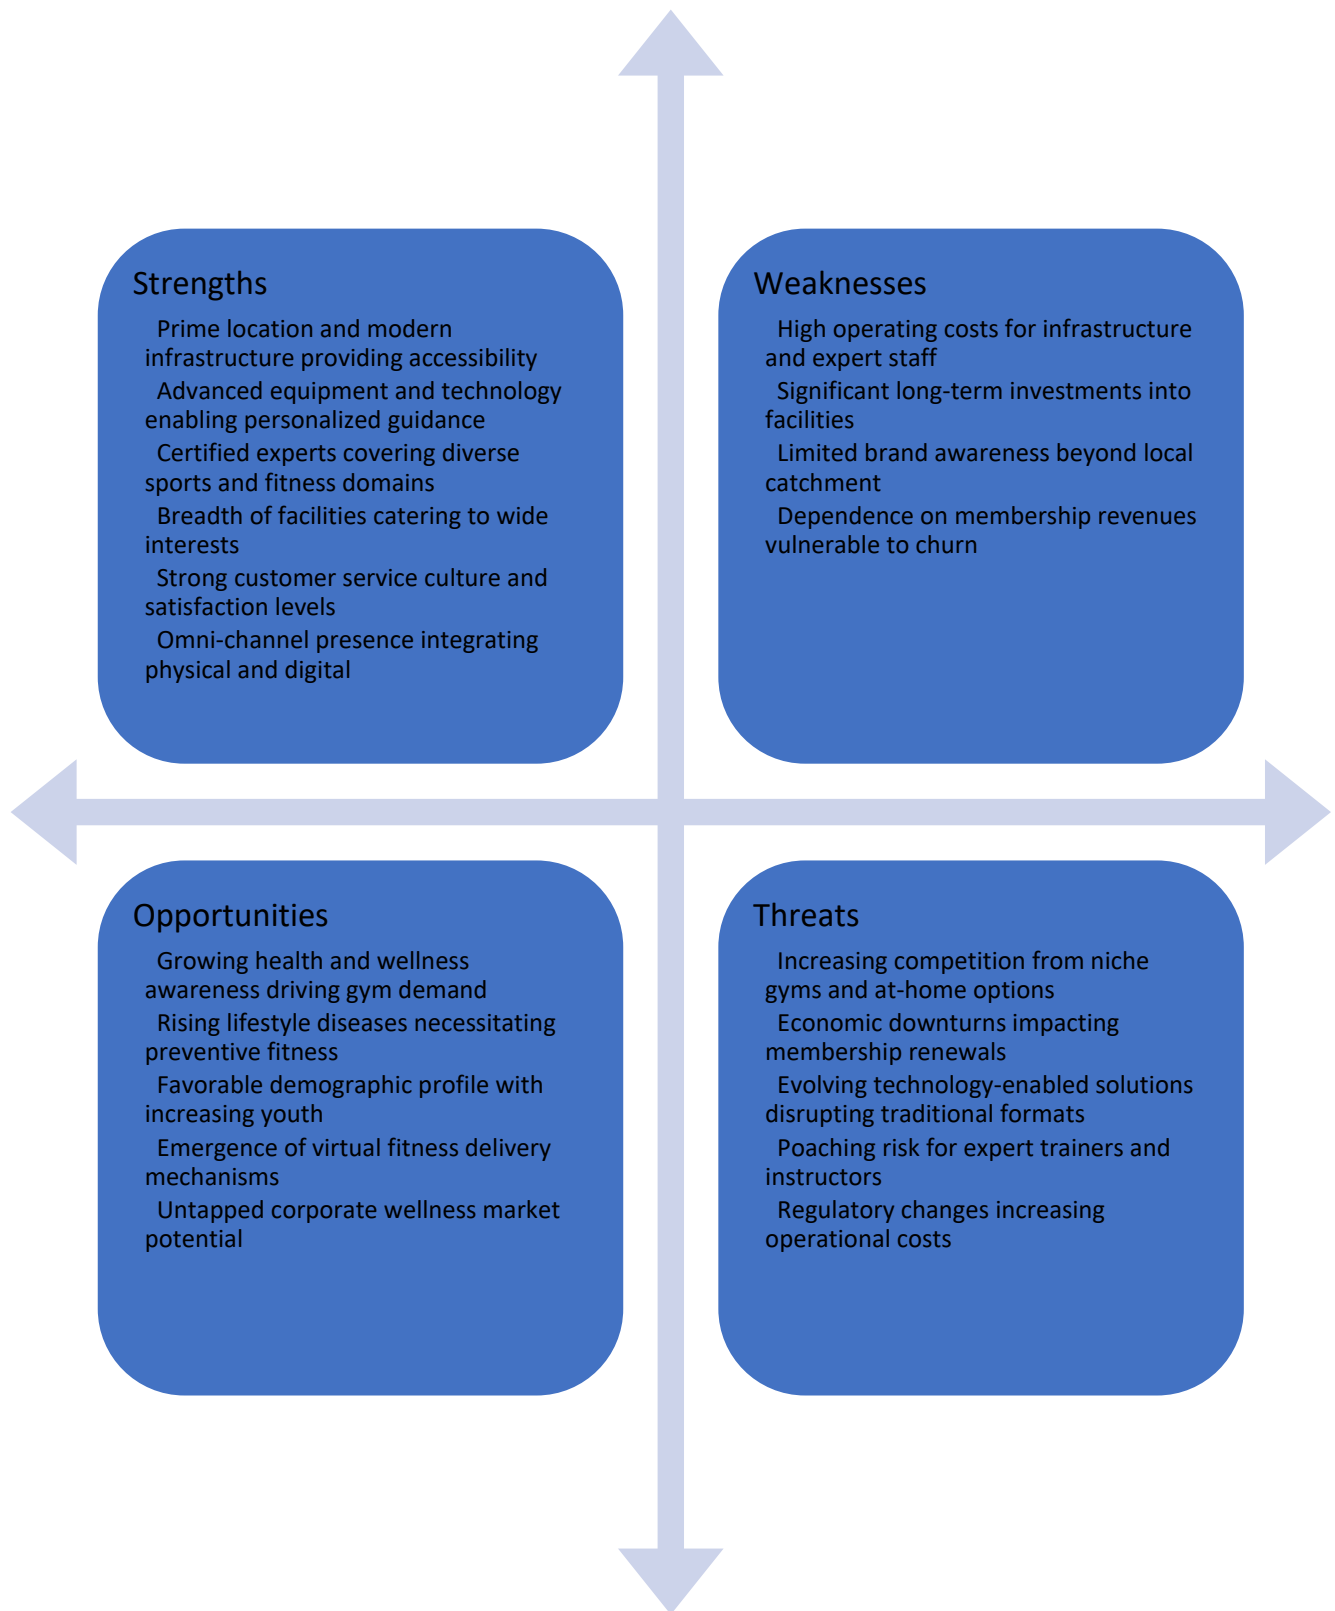 Strengths
Prime location and modern
infrastructure providing accessibility
Advanced equipment and technology
enabling personalized guidance
Certified experts covering diverse
sports and fitness domains
Breadth of facilities catering to wide
interests
Strong customer service culture and
satisfaction levels
Omni-channel presence integrating
physical and digital
Weaknesses
High operating costs for infrastructure
and expert staff
Significant long-term investments into
facilities
Limited brand awareness beyond local
catchment
Dependence on membership revenues
vulnerable to churn
Opportunities
Growing health and wellness
awareness driving gym demand
Rising lifestyle diseases necessitating
preventive fitness
Favorable demographic profile with
increasing youth
Emergence of virtual fitness delivery
mechanisms
Untapped corporate wellness market
potential
Threats
Increasing competition from niche
gyms and at-home options
Economic downturns impacting
membership renewals
Evolving technology-enabled solutions
disrupting traditional formats
Poaching risk for expert trainers and
instructors
Regulatory changes increasing
operational costs